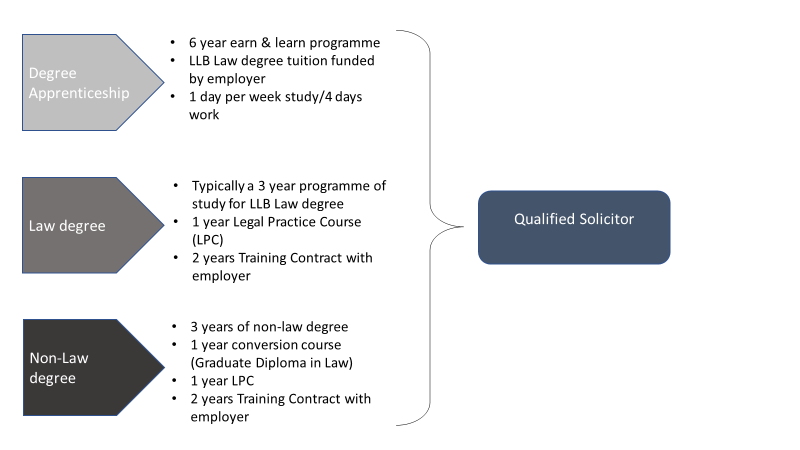 Degree
Apprenticeship
• 6 year earn & learn programme
• LLB Law degree tuition funded
by employer
• 1 day per week study/4 days
work
Law degree
• Typically a 3 year programme of
study for LLB Law degree
• 1 year Legal Practice Course
(LPC)
• 2 years Training Contract with
employer
Non-Law
degree
• 3 years of non-law degree
• 1 year conversion course
(Graduate Diploma in Law)
• 1 year LPC
• 2 years Training Contract with
employer
Qualified Solicitor